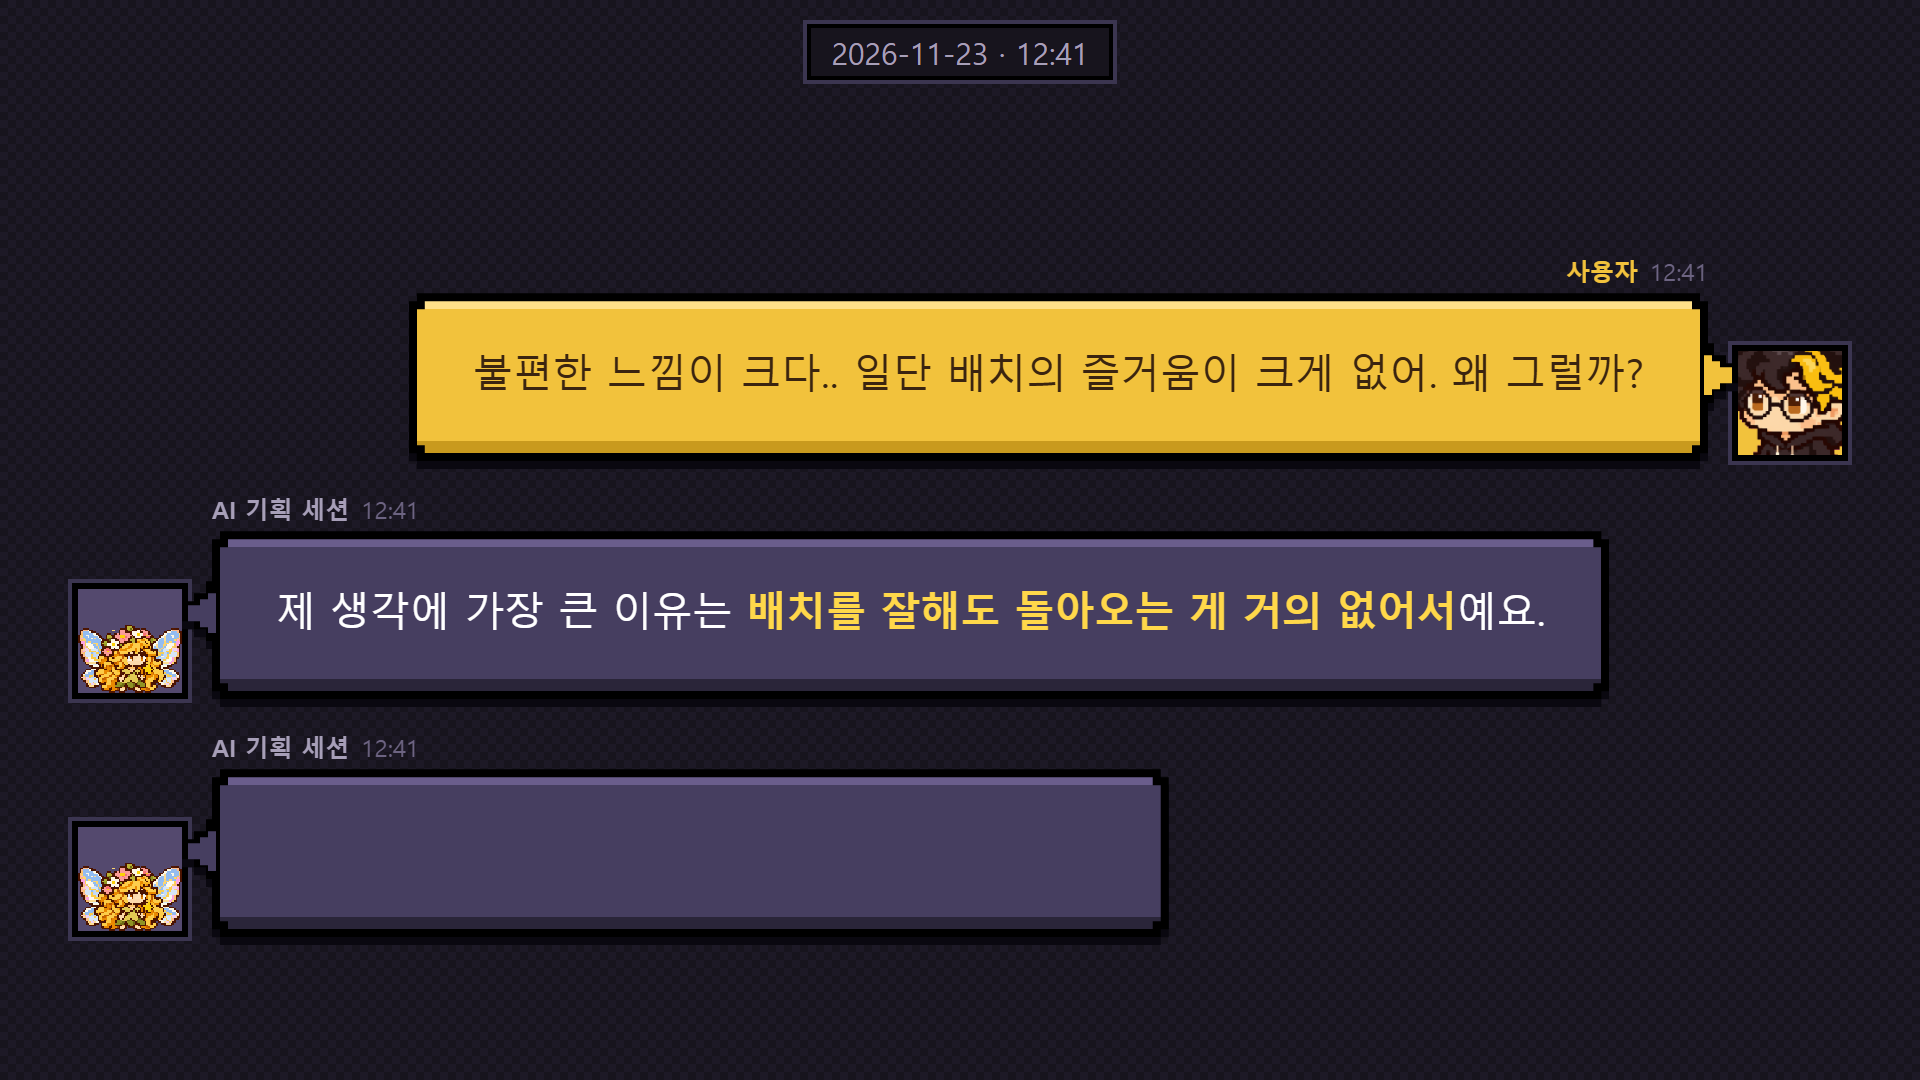 2026-11-23 · 12:41
사용자 12:41
불편한 느낌이 크다.. 일단 배치의 즐거움이 크게 없어. 왜 그럴까?
AI 기획 세션 12:41
제 생각에 가장 큰 이유는 배치를 잘해도 돌아오는 게 거의 없어서예요.
AI 기획 세션 12:41